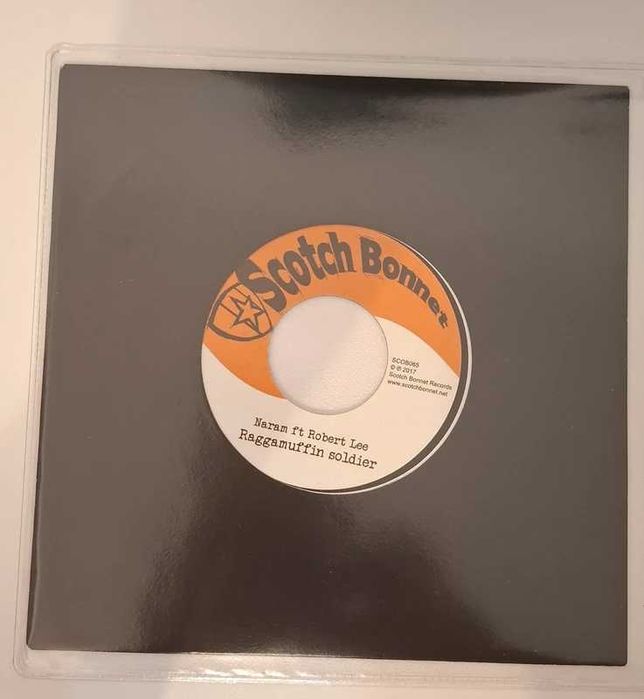 Scotch Bonnet
SCOB065
© ℗ 2017
Scotch Bonnet Records
www.scotchbonnet.net
Naram ft Robert Lee
Raggamuffin soldier